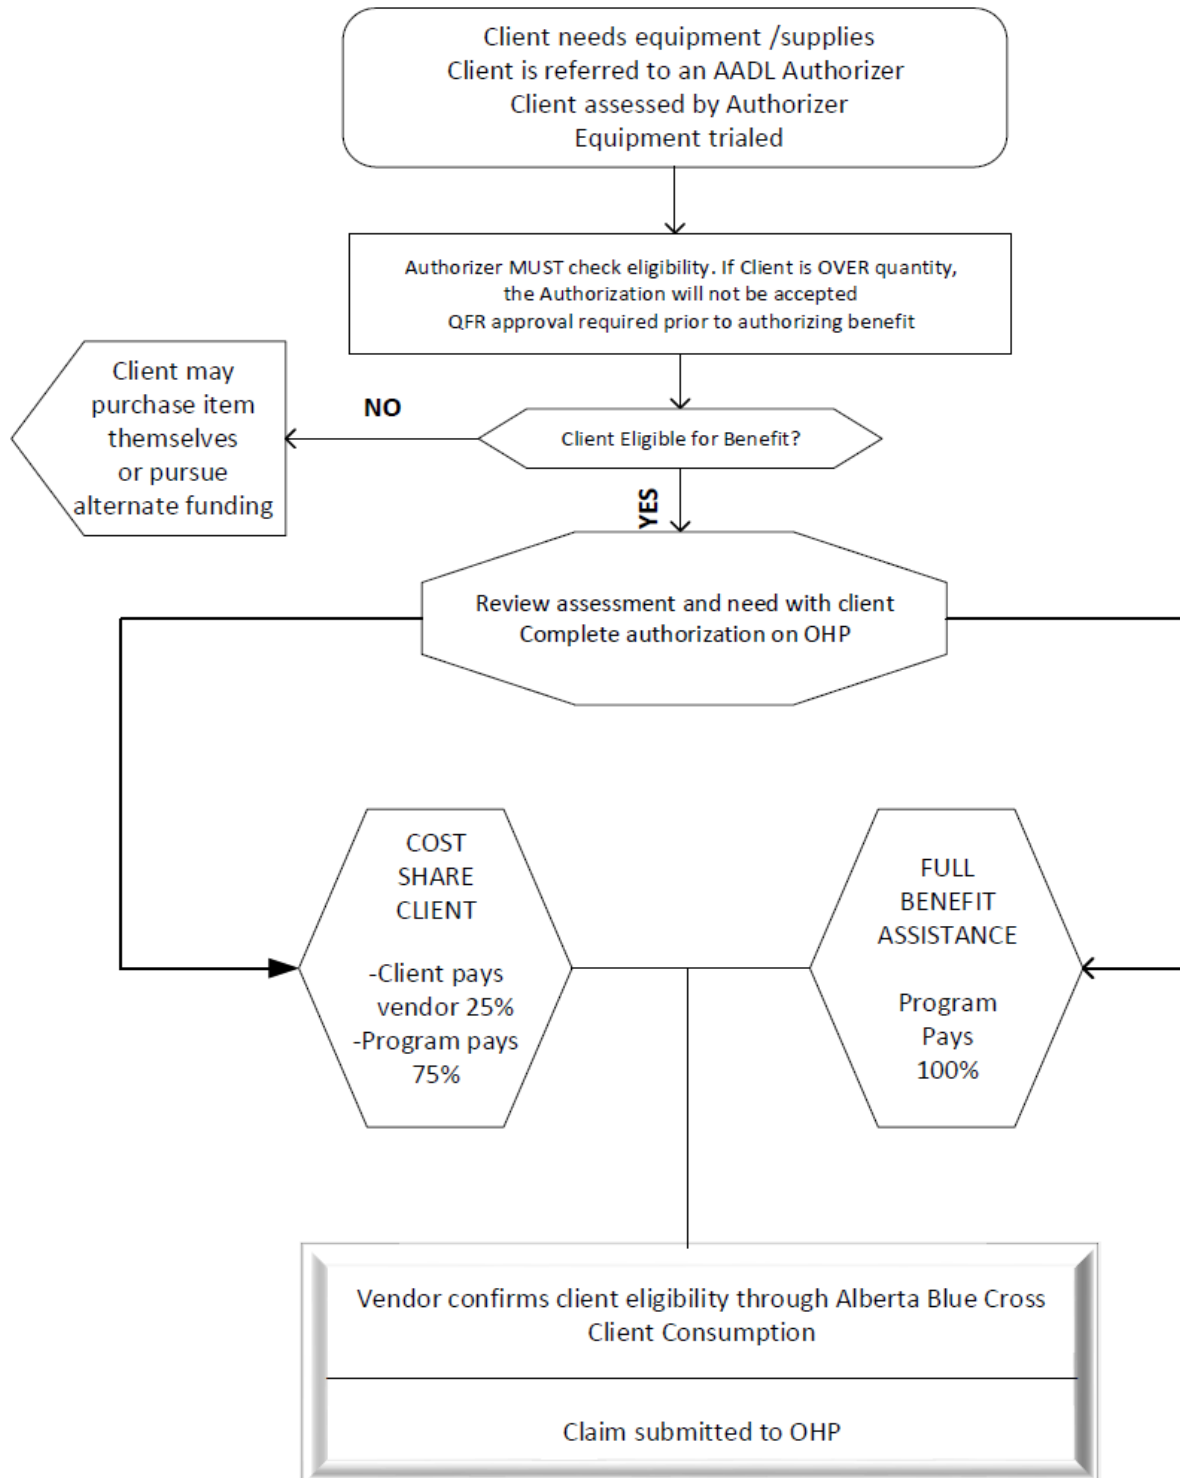 Client needs equipment /supplies
Client is referred to an AADL Authorizer
Client assessed by Authorizer
Equipment trialed
Authorizer MUST check eligibility. If Client is OVER quantity,
the Authorization will not be accepted
QFR approval required prior to authorizing benefit
Client may
purchase item
themselves
or pursue
alternate funding
NO
Client Eligible for Benefit?
YES
Review assessment and need with client
Complete authorization on OHP
COST
SHARE
CLIENT
-Client pays
vendor 25%
-Program pays
75%
FULL
BENEFIT
ASSISTANCE
Program
Pays
100%
Vendor confirms client eligibility through Alberta Blue Cross
Client Consumption
Claim submitted to OHP